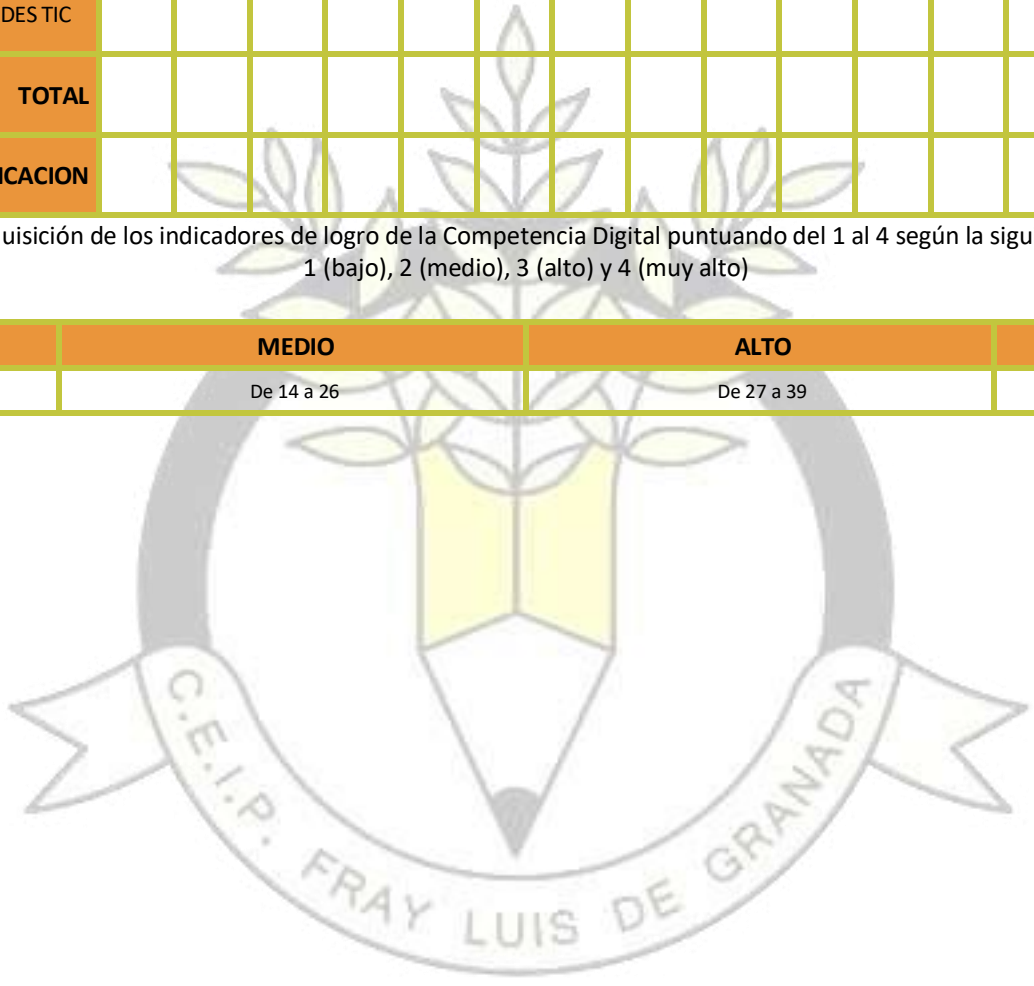 DES TIC
TOTAL
ICACION
uisición de los indicadores de logro de la Competencia Digital puntuando del 1 al 4 según la sigu
1 (bajo), 2 (medio), 3 (alto) y 4 (muy alto)
MEDIO ALTO
De 14 a 26 De 27 a 39
C.E.I.P. FRAY LUIS DE GRANADA